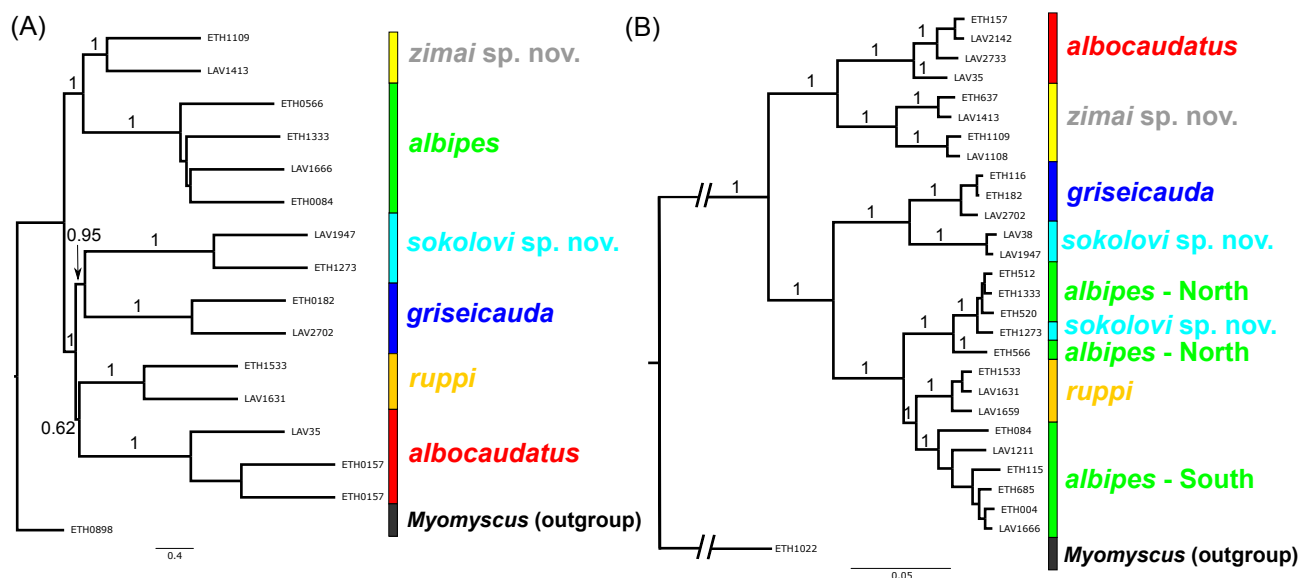 (A)
1
ETH1109
LAV1413
1
1
ETH0566
ETH1333
LAV1666
ETH0084
0.95
1
LAV1947
ETH1273
1
ETH0182
LAV2702
1
1
ETH1533
LAV1631
0.62
1
LAV35
ETH0157
ETH0157
ETH0898
0.4
zimai sp. nov.
albipes
sokolovi sp. nov.
griseicauda
ruppi
albocaudatus
Myomyscus (outgroup)
(B)
1
1
ETH157
LAV2142
LAV2733
1
LAV35
1
1
ETH637
LAV1413
ETH1109
LAV1108
1
1
1
ETH116
ETH182
LAV2702
1
LAV38
LAV1947
1
1
1
ETH512
ETH1333
ETH520
ETH1273
1
ETH566
1
1
ETH1533
LAV1631
LAV1659
1
ETH084
LAV1211
ETH115
ETH685
ETH004
LAV1666
ETH1022
0.05
albocaudatus
zimai sp. nov.
griseicauda
sokolovi sp. nov.
albipes - North
sokolovi sp. nov.
albipes - North
ruppi
albipes - South
Myomyscus (outgroup)